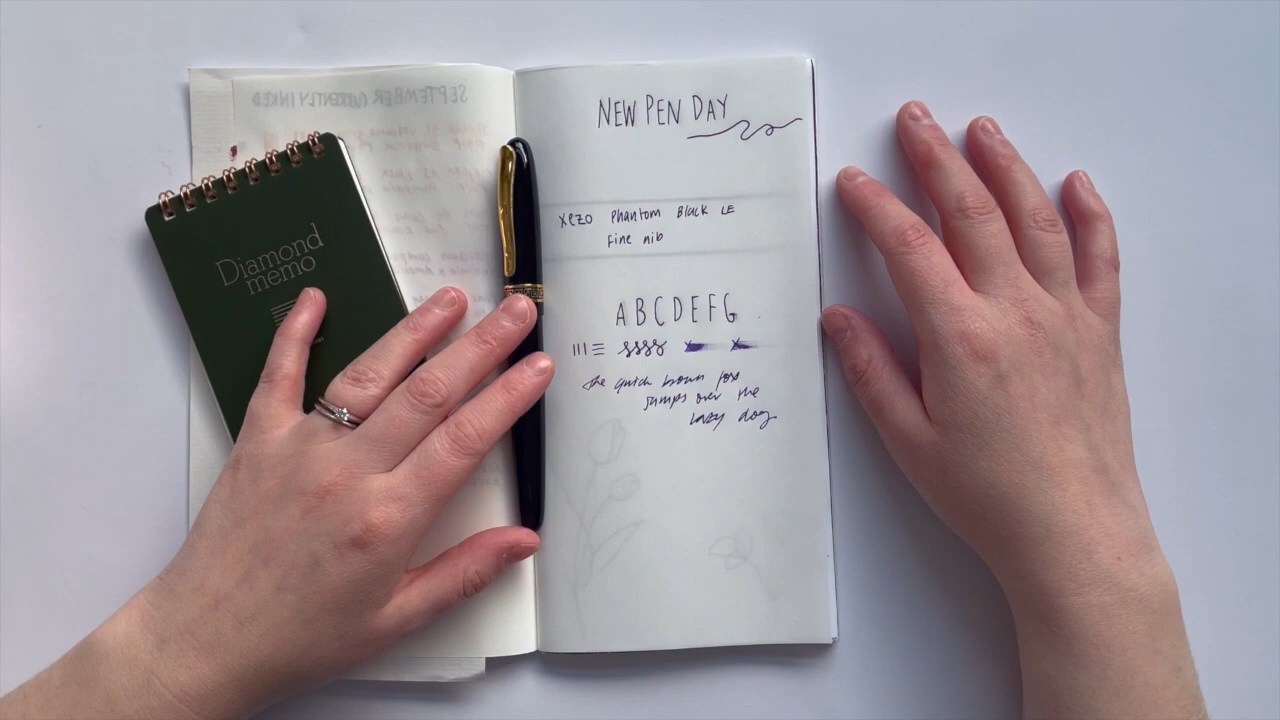 SEPTEMBER CURRENTLY INKED
Diamond
memo
NEW PEN DAY
xezo Phantom Black LE
Fine nib
ABCDEFG
the quick brown fox
jumps over the
lazy dog